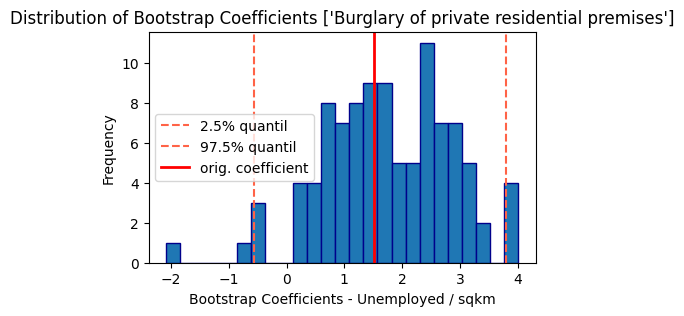 Distribution of Bootstrap Coefficients ['Burglary of private residential premises']
Frequency
10
8
6
4
2
0
2.5% quantil
97.5% quantil
orig. coefficient
−2 −1 0 1 2 3 4
Bootstrap Coefficients - Unemployed / sqkm